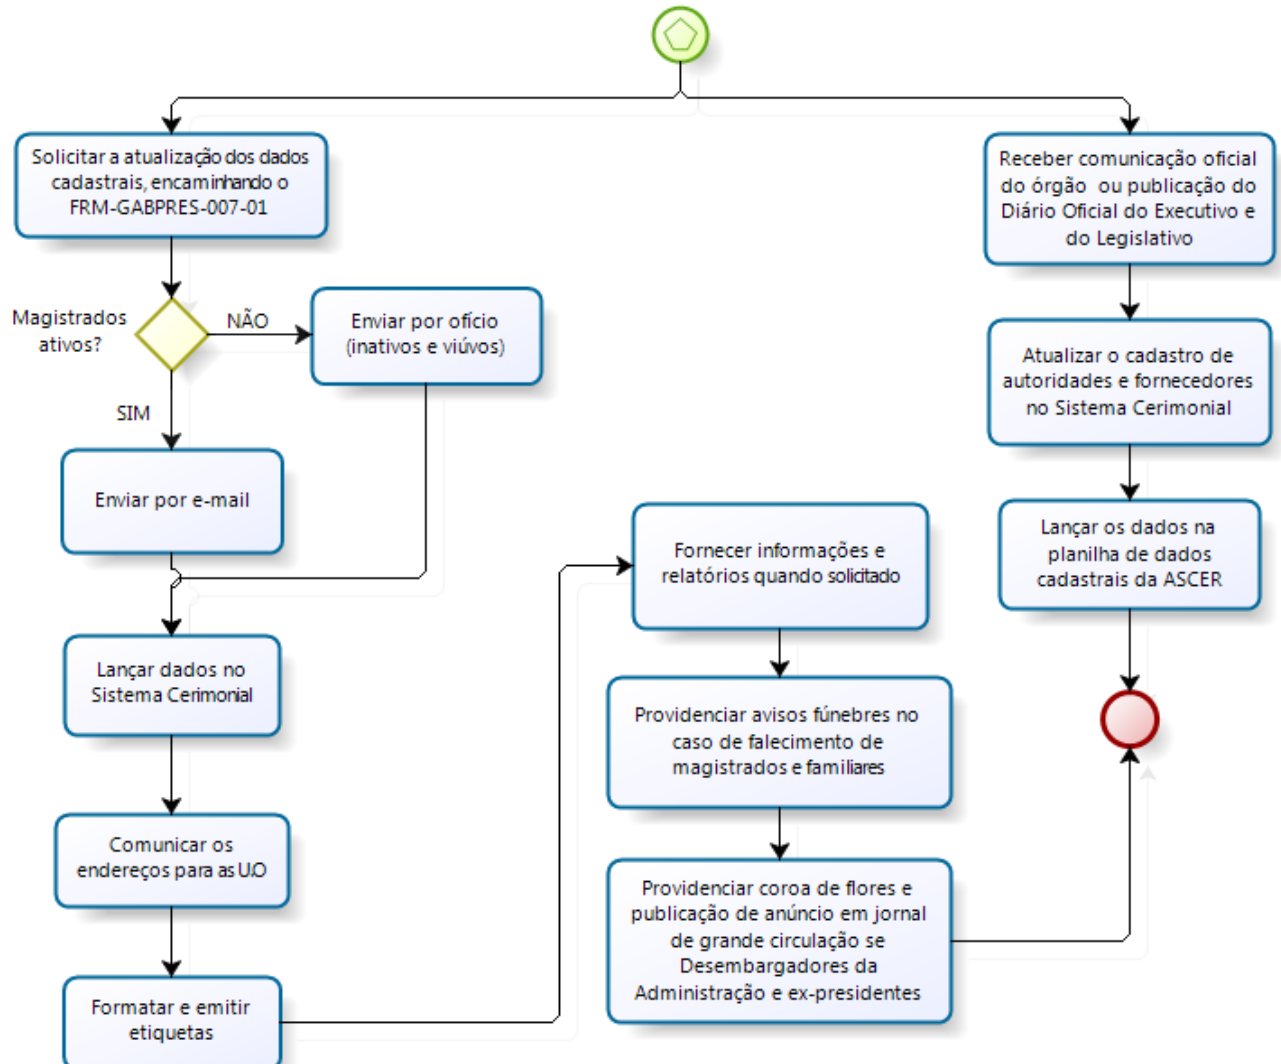 Solicitar a atualização dos dados
cadastrais, encaminhando o
FRM-GABPRES-007-01
Magistrados
ativos?
NÃO
Enviar por ofício
(inativos e viúvos)
SIM
Enviar por e-mail
Lançar dados no
Sistema Cerimonial
Comunicar os
endereços para as U.O
Formatar e emitir
etiquetas
Fornecer informações e
relatórios quando solicitado
Providenciar avisos fúnebres no
caso de falecimento de
magistrados e familiares
Providenciar coroa de flores e
publicação de anúncio em jornal
de grande circulação se
Desembargadores da
Administração e ex-presidentes
Receber comunicação oficial
do órgão ou publicação do
Diário Oficial do Executivo e
do Legislativo
Atualizar o cadastro de
autoridades e fornecedores
no Sistema Cerimonial
Lançar os dados na
planilha de dados
cadastrais da ASCER